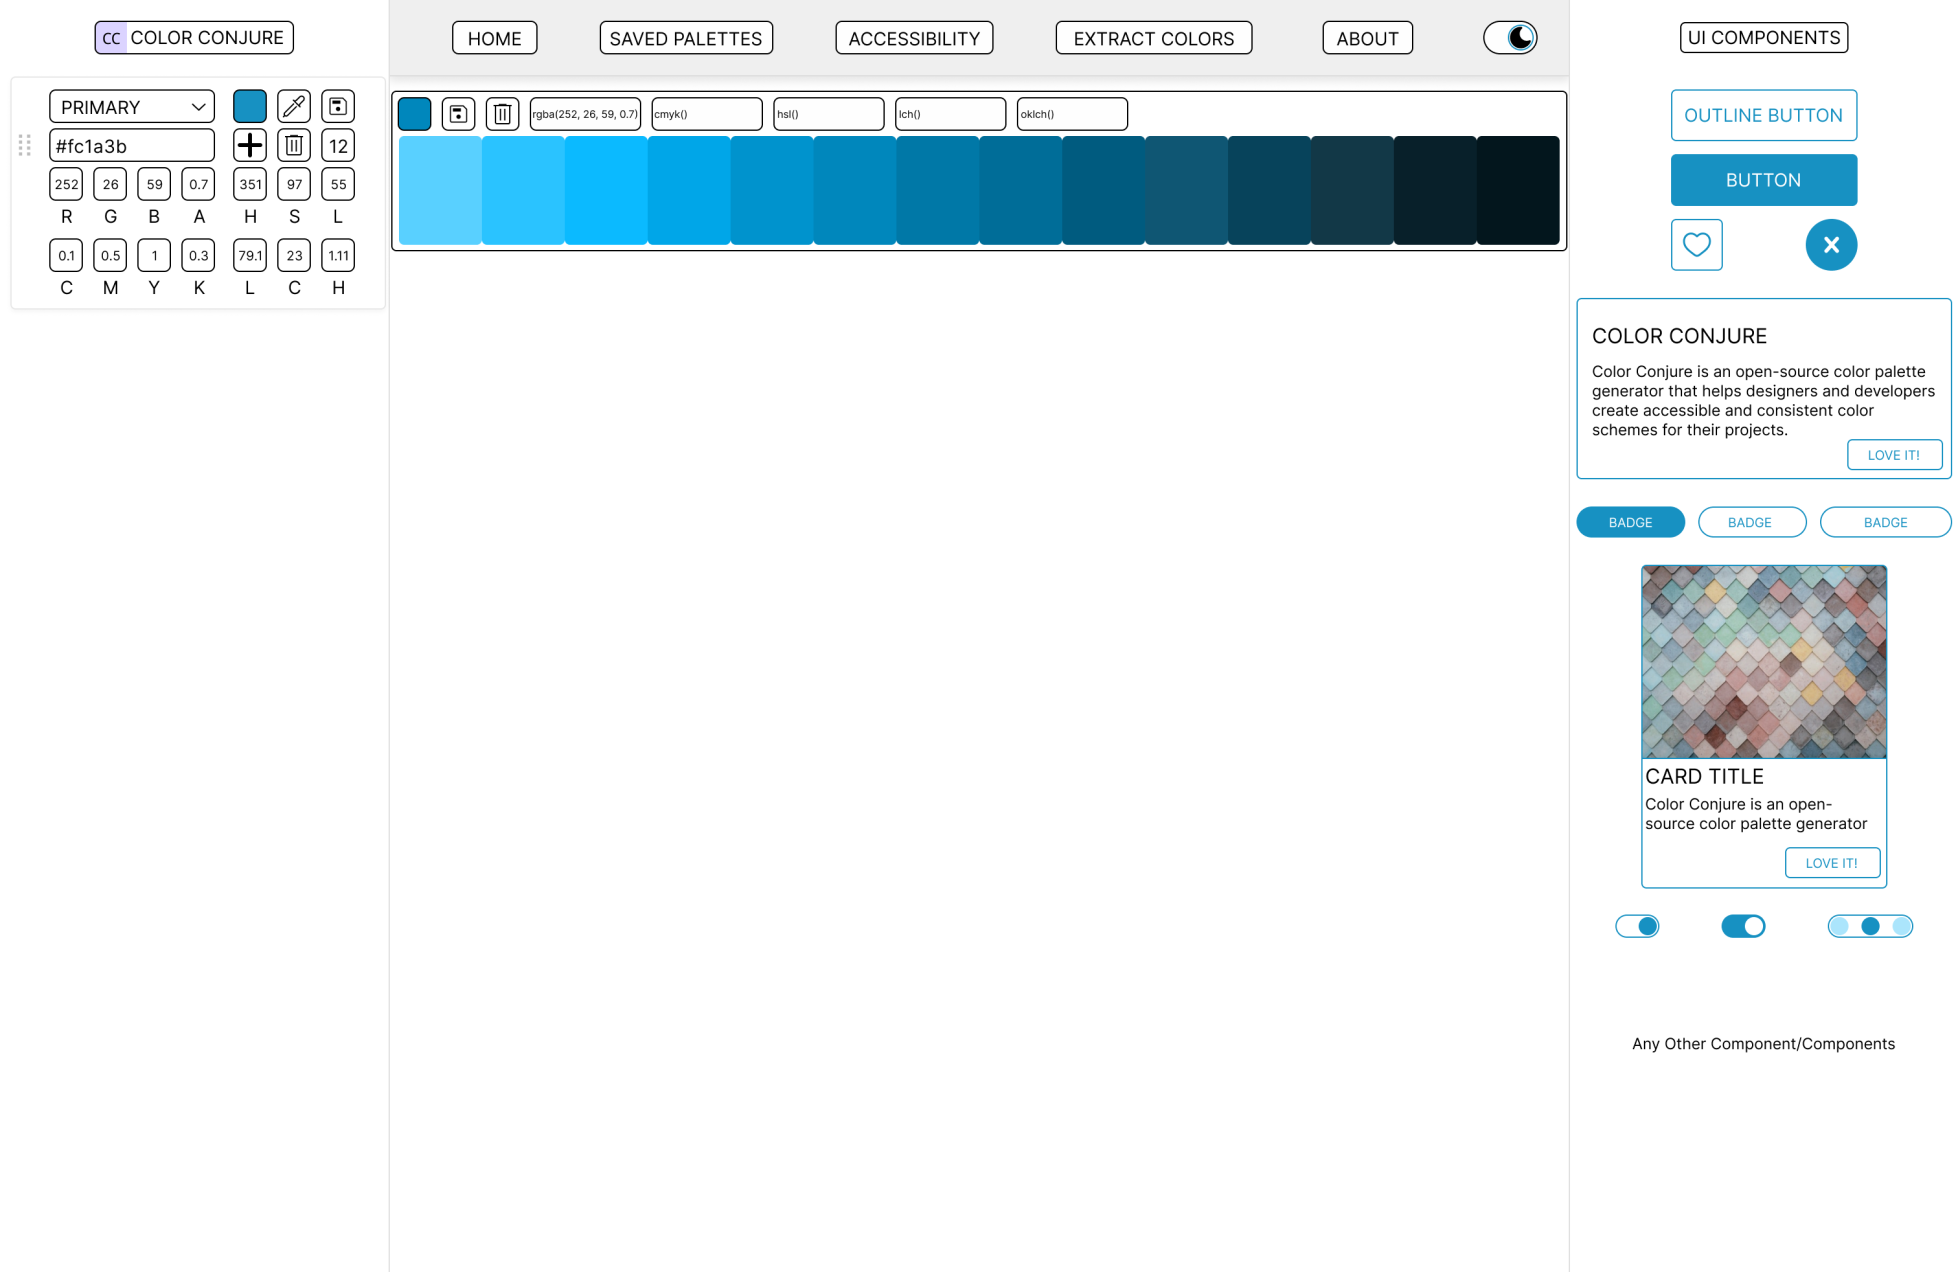 CC COLOR CONJURE
HOME
SAVED PALETTES
ACCESSIBILITY
EXTRACT COLORS
ABOUT
UI COMPONENTS
PRIMARY
#fc1a3b
12
252 26 59 0.7 351 97 55
R G B A H S L
0.1 0.5 1 0.3 79.1 23 1.11
C M Y K L C H
rgba(252, 26, 59, 0.7)
cmyk()
hsl()
lch()
oklch()
OUTLINE BUTTON
BUTTON
COLOR CONJURE
Color Conjure is an open-source color palette
generator that helps designers and developers
create accessible and consistent color
schemes for their projects.
LOVE IT!
BADGE
BADGE
BADGE
CARD TITLE
Color Conjure is an open-
source color palette generator
LOVE IT!
Any Other Component/Components